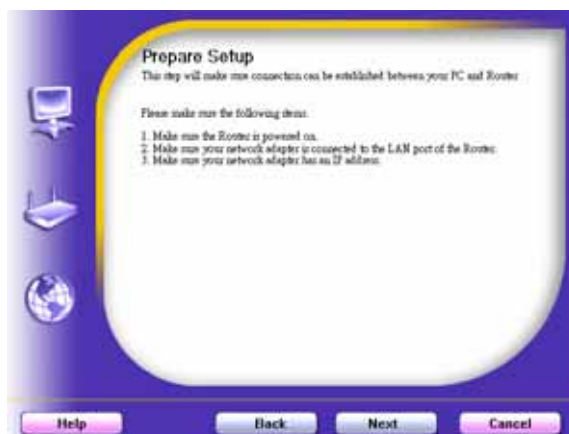 Prepare Setup
This step will make sure connection can be established between your PC and Router
Please make sure the following items.
1. Make sure the Router is powered on.
2. Make sure your network adapter is connected to the LAN port of the Router.
3. Make sure your network adapter has an IP address.
Help Back Next Cancel